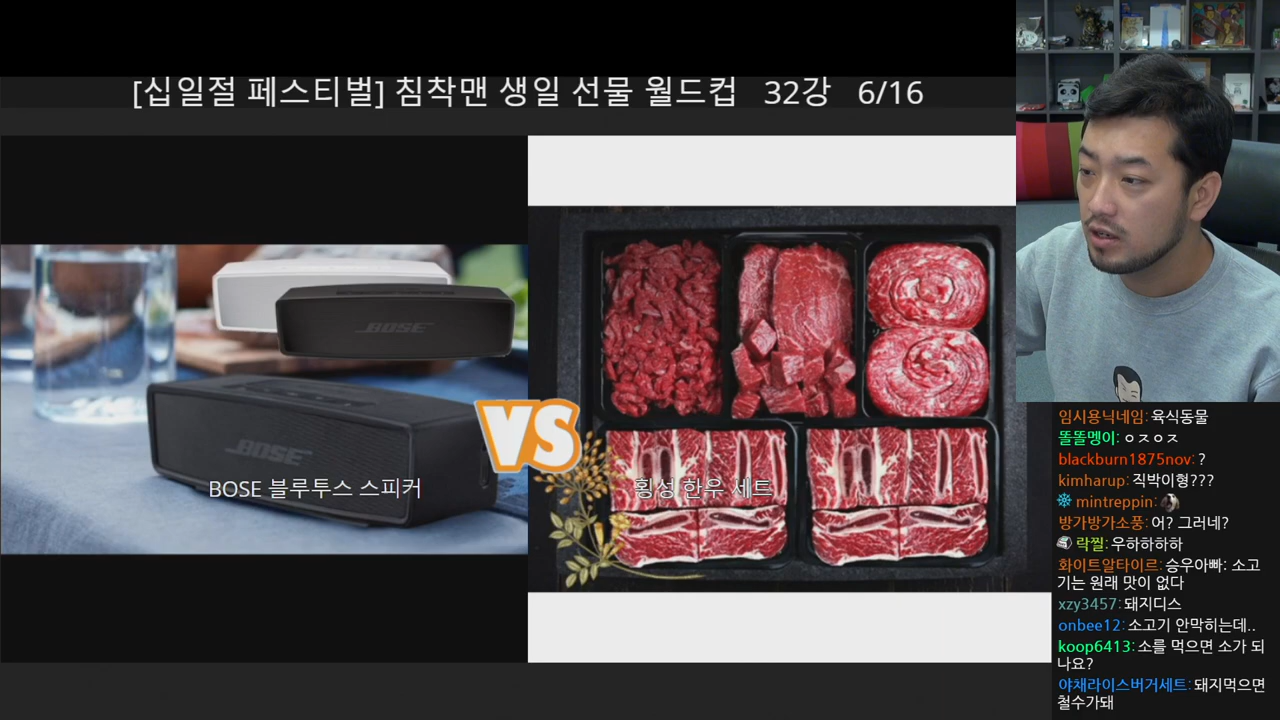 [십일절 페스티벌] 침착맨 생일 선물 월드컵 32강 6/16
BOSE
BOSE
VS
BOSE 블루투스 스피커
횡성 한우 세트
임시용닉네임: 육식동물
똘똘멩이: ㅇㅈㅇㅈ
blackburn1875nov: ?
kimharup: 직박이형???
mintreppin:
방가방가소풍: 어? 그러네?
락찔: 우하하하하
화이트알타이르: 승우아빠: 소고
기는 원래 맛이 없다
xzy3457: 돼지디스
onbee12: 소고기 안막히는데..
koop6413: 소를 먹으면 소가 되
나요?
야채라이스버거세트: 돼지먹으면
철수가돼